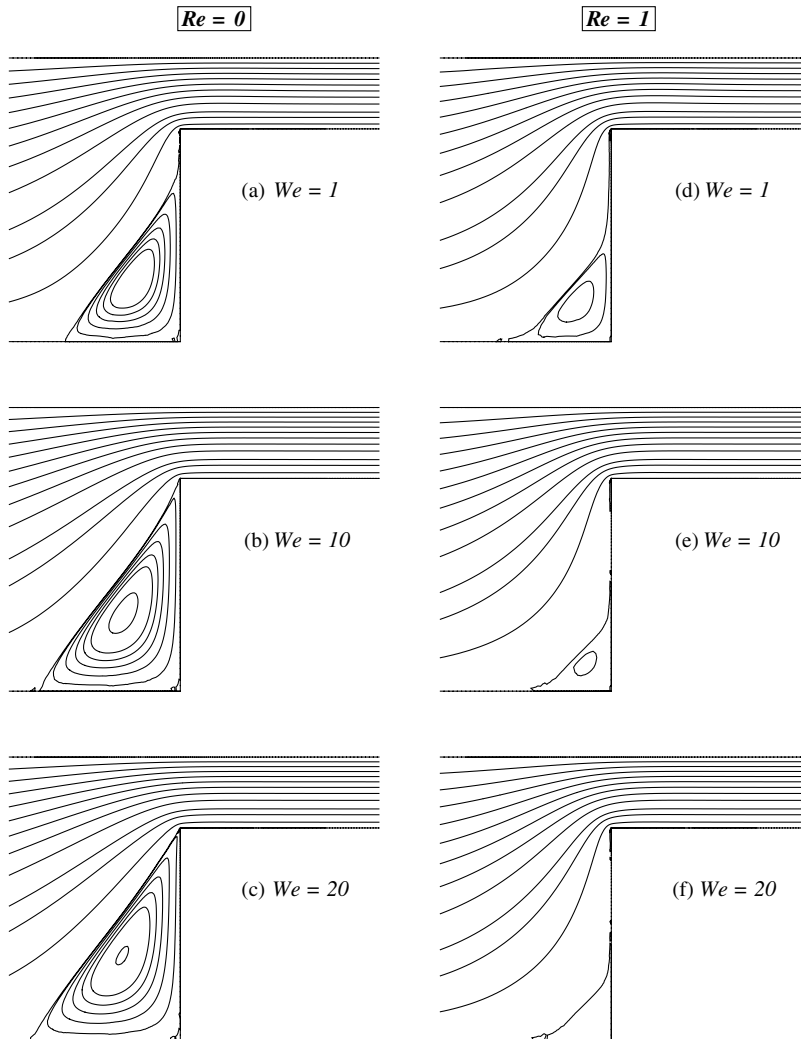 Re = 0
Re = 1
(a) We = 1
(d) We = 1
(b) We = 10
(e) We = 10
(c) We = 20
(f) We = 20